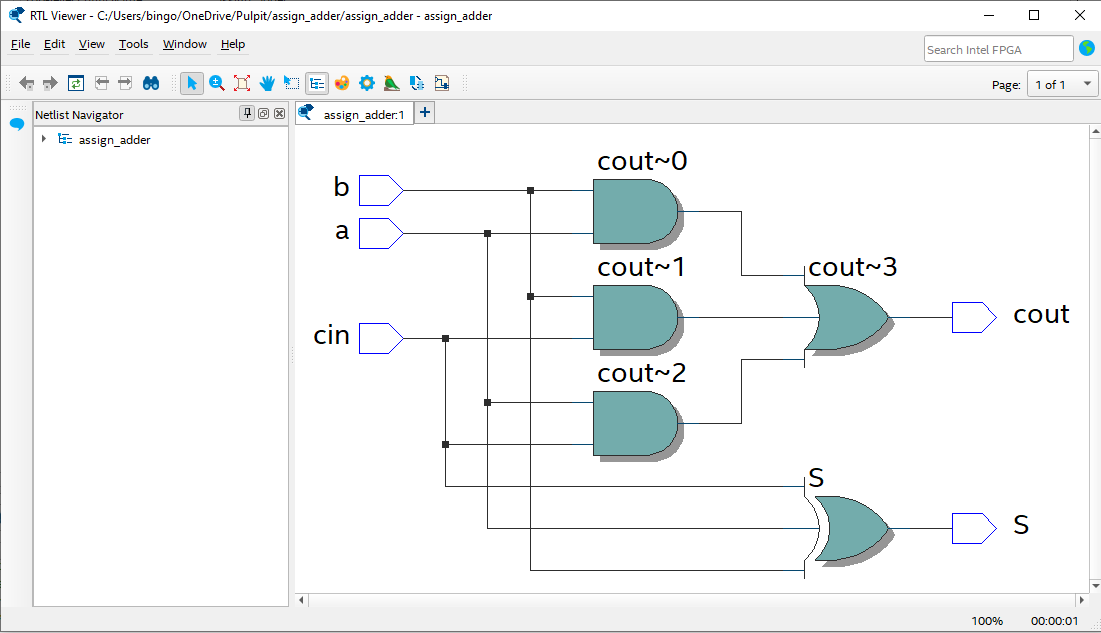 RTL Viewer - C:/Users/bingo/OneDrive/Pulpit/assign_adder/assign_adder - assign_adder
File Edit View Tools Window Help
Search Intel FPGA
Page: 1 of 1
Netlist Navigator
assign_adder:1
assign_adder
cout~0
b
a
cout~1
cout~3
cin
cout
cout~2
S
S
100% 00:00:01